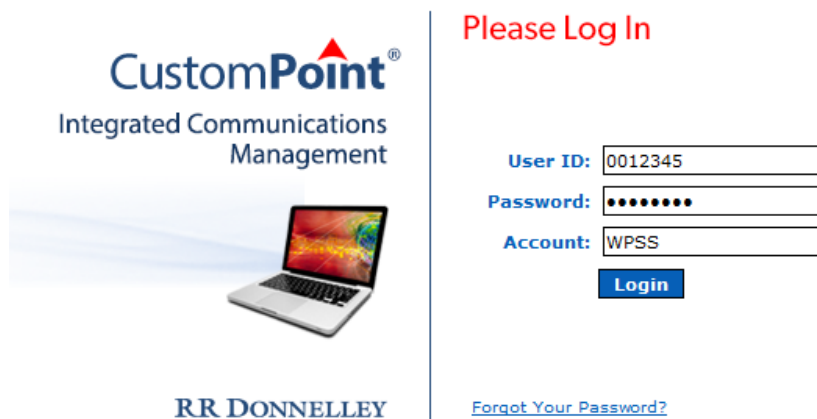 CustomPoint®
Integrated Communications
Management
RR DONNELLEY
Please Log In
User ID: 0012345
Password: ••••••••
Account: WPSS
Login
Forgot Your Password?